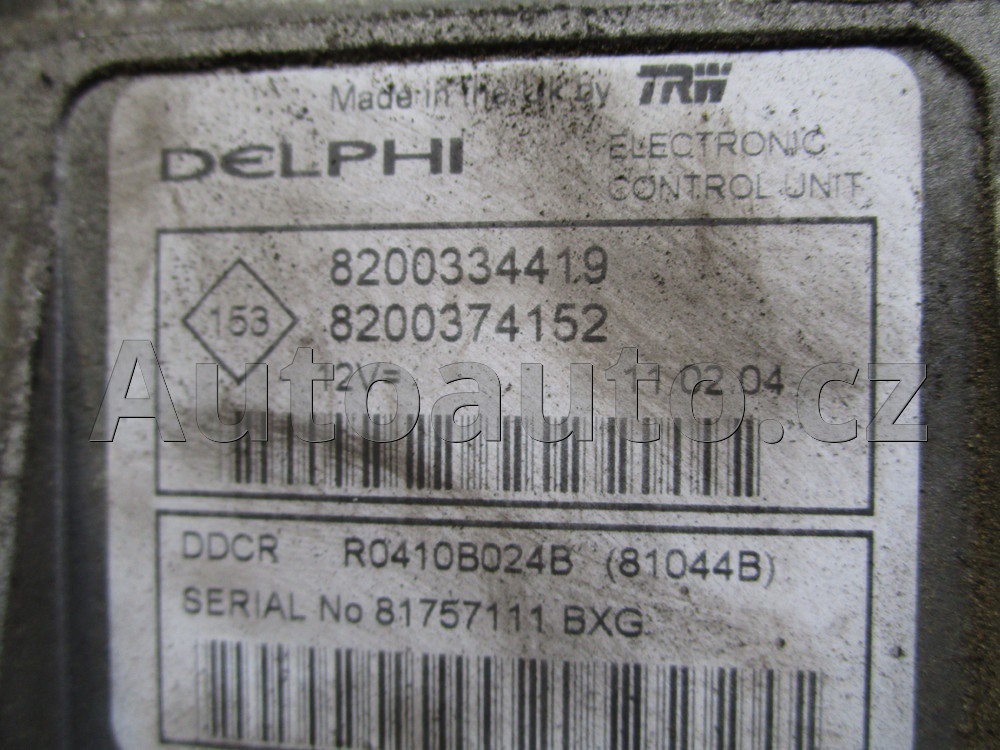 Made in the UK by TRW
DELPHI
ELECTRONIC
CONTROL UNIT
153
8200334419
8200374152
12V=
11 02 04
Autoauto.cz
DDCR R0410B024B (81044B)
SERIAL No 81757111 BXG